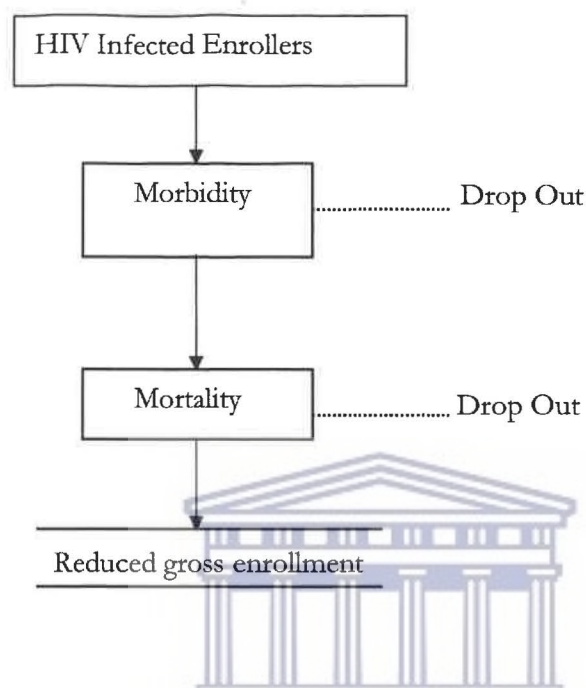 HIV Infected Enrollers
Morbidity
Drop Out
Mortality
Drop Out
Reduced gross enrollment